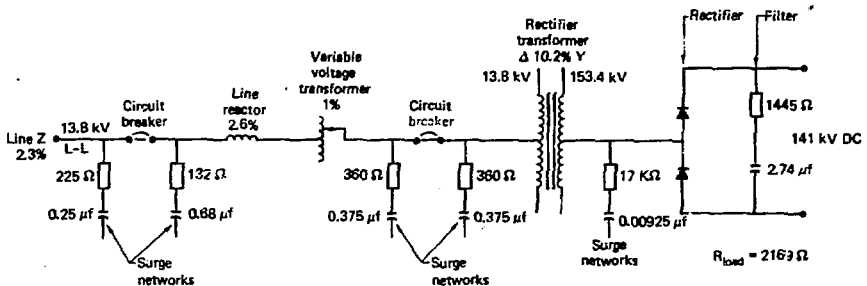 Rectifier
transformer
Δ 10.2% Y
13.8 kV
153.4 kV
Rectifier
Filter
Variable
voltage
transformer
1%
Circuit
breaker
Line
reactor
2.6%
Circuit
breaker
Line Z
2.3%
13.8 kV
L-L
225 Ω
0.25 μf
132 Ω
0.68 μf
360 Ω
0.375 μf
360 Ω
0.375 μf
17 KΩ
0.00925 μf
1445 Ω
2.74 μf
141 kV DC
Surge
networks
Surge
networks
Surge
networks
Rload = 2169 Ω